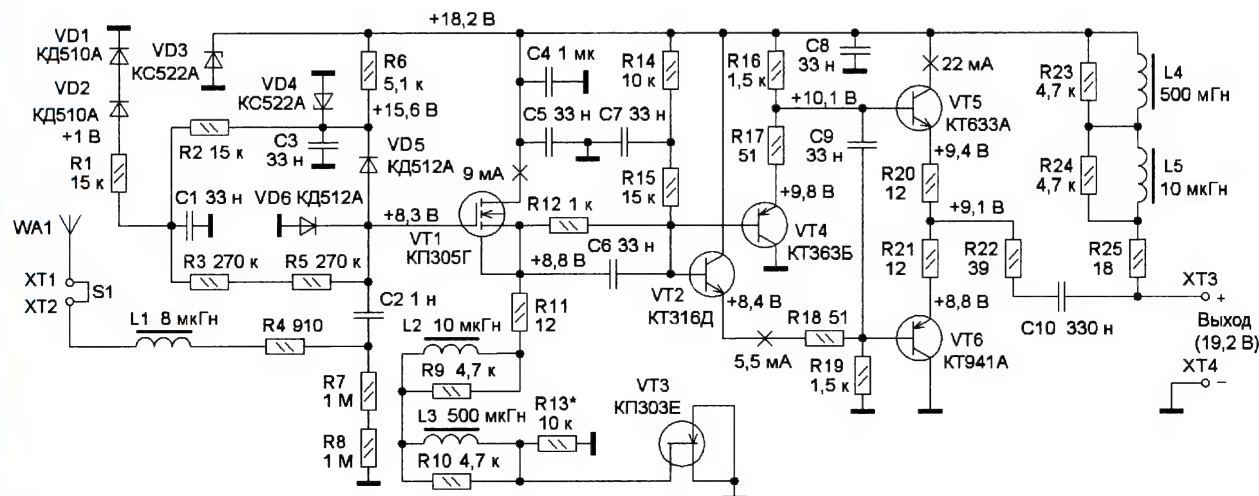 VD1
КД510А
VD2
КД510А
+1 В
R1
15 к
WA1
XT1
XT2
S1
VD3
КС522А
+18,2 В
VD4
КС522А
R6
5,1 к
+15,6 В
R2 15 к
C3
33 н
VD5
КД512А
C1 33 н
VD6 КД512А
+8,3 В
R3 270 к
R5 270 к
C2 1 н
L1 8 мкГн
R4 910
R7
1 М
R8
1 М
C4 1 мк
C5 33 н
C7 33 н
9 мА
VT1
КП305Г
R12 1 к
+8,8 В
C6 33 н
R11
12
L2 10 мкГн
R9 4,7 к
L3 500 мкГн
R10 4,7 к
R13*
10 к
VT3
КП303Е
R14
10 к
R15
15 к
VT2
КТ316Д
+8,4 В
5,5 мА
R16
1,5 к
+10,1 В
R17
51
+9,8 В
VT4
КТ363Б
C8
33 н
C9
33 н
R18 51
R19
1,5 к
22 мА
VT5
КТ633А
+9,4 В
R20
12
+9,1 В
R21
12
R22
39
+8,8 В
VT6
КТ941А
C10 330 н
R23
4,7 к
R24
4,7 к
L4
500 мГн
L5
10 мкГн
R25
18
XT3
+
Выход
(19,2 В)
XT4
−